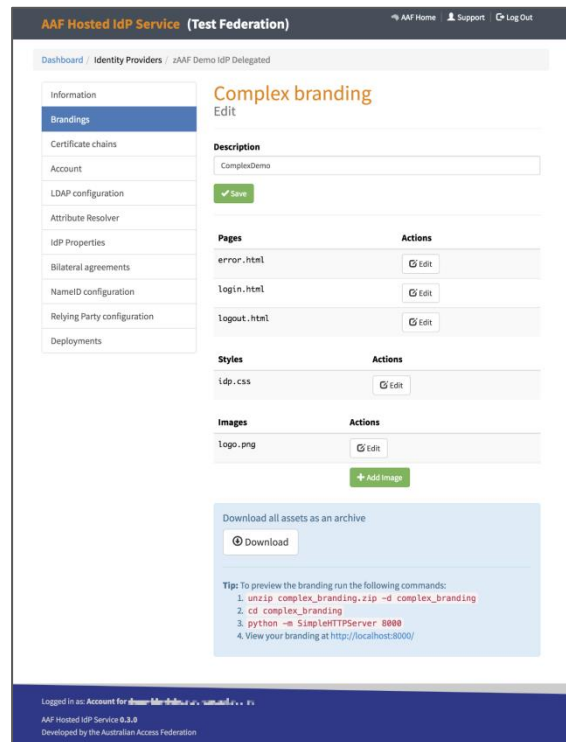 AAF Hosted IdP Service (Test Federation)
AAF Home
Support
Log Out
Dashboard / Identity Providers / zAAF Demo IdP Delegated
Information
Brandings
Certificate chains
Account
LDAP configuration
Attribute Resolver
IdP Properties
Bilateral agreements
NameID configuration
Relying Party configuration
Deployments
Complex branding
Edit
Description
ComplexDemo
Save
Pages Actions
error.html Edit
login.html Edit
logout.html Edit
Styles Actions
idp.css Edit
Images Actions
logo.png Edit
Add Image
Download all assets as an archive
Download
Tip: To preview the branding run the following commands:
1. unzip complex_branding.zip -d complex_branding
2. cd complex_branding
3. python -m SimpleHTTPServer 8000
4. View your branding at http://localhost:8000/
Logged in as: Account for
AAF Hosted IdP Service 0.3.0
Developed by the Australian Access Federation